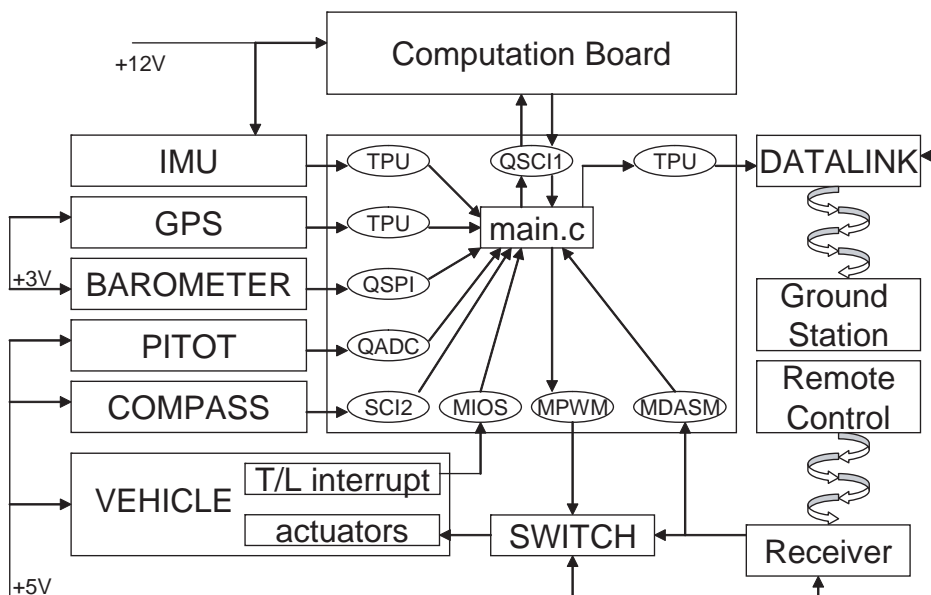 Computation Board
+12V
IMU
TPU
QSCI1
TPU
DATALINK
GPS
TPU
main.c
+3V
BAROMETER
QSPI
Ground
Station
PITOT
QADC
Remote
Control
COMPASS
SCI2
MIOS
MPWM
MDASM
VEHICLE
T/L interrupt
actuators
SWITCH
Receiver
+5V